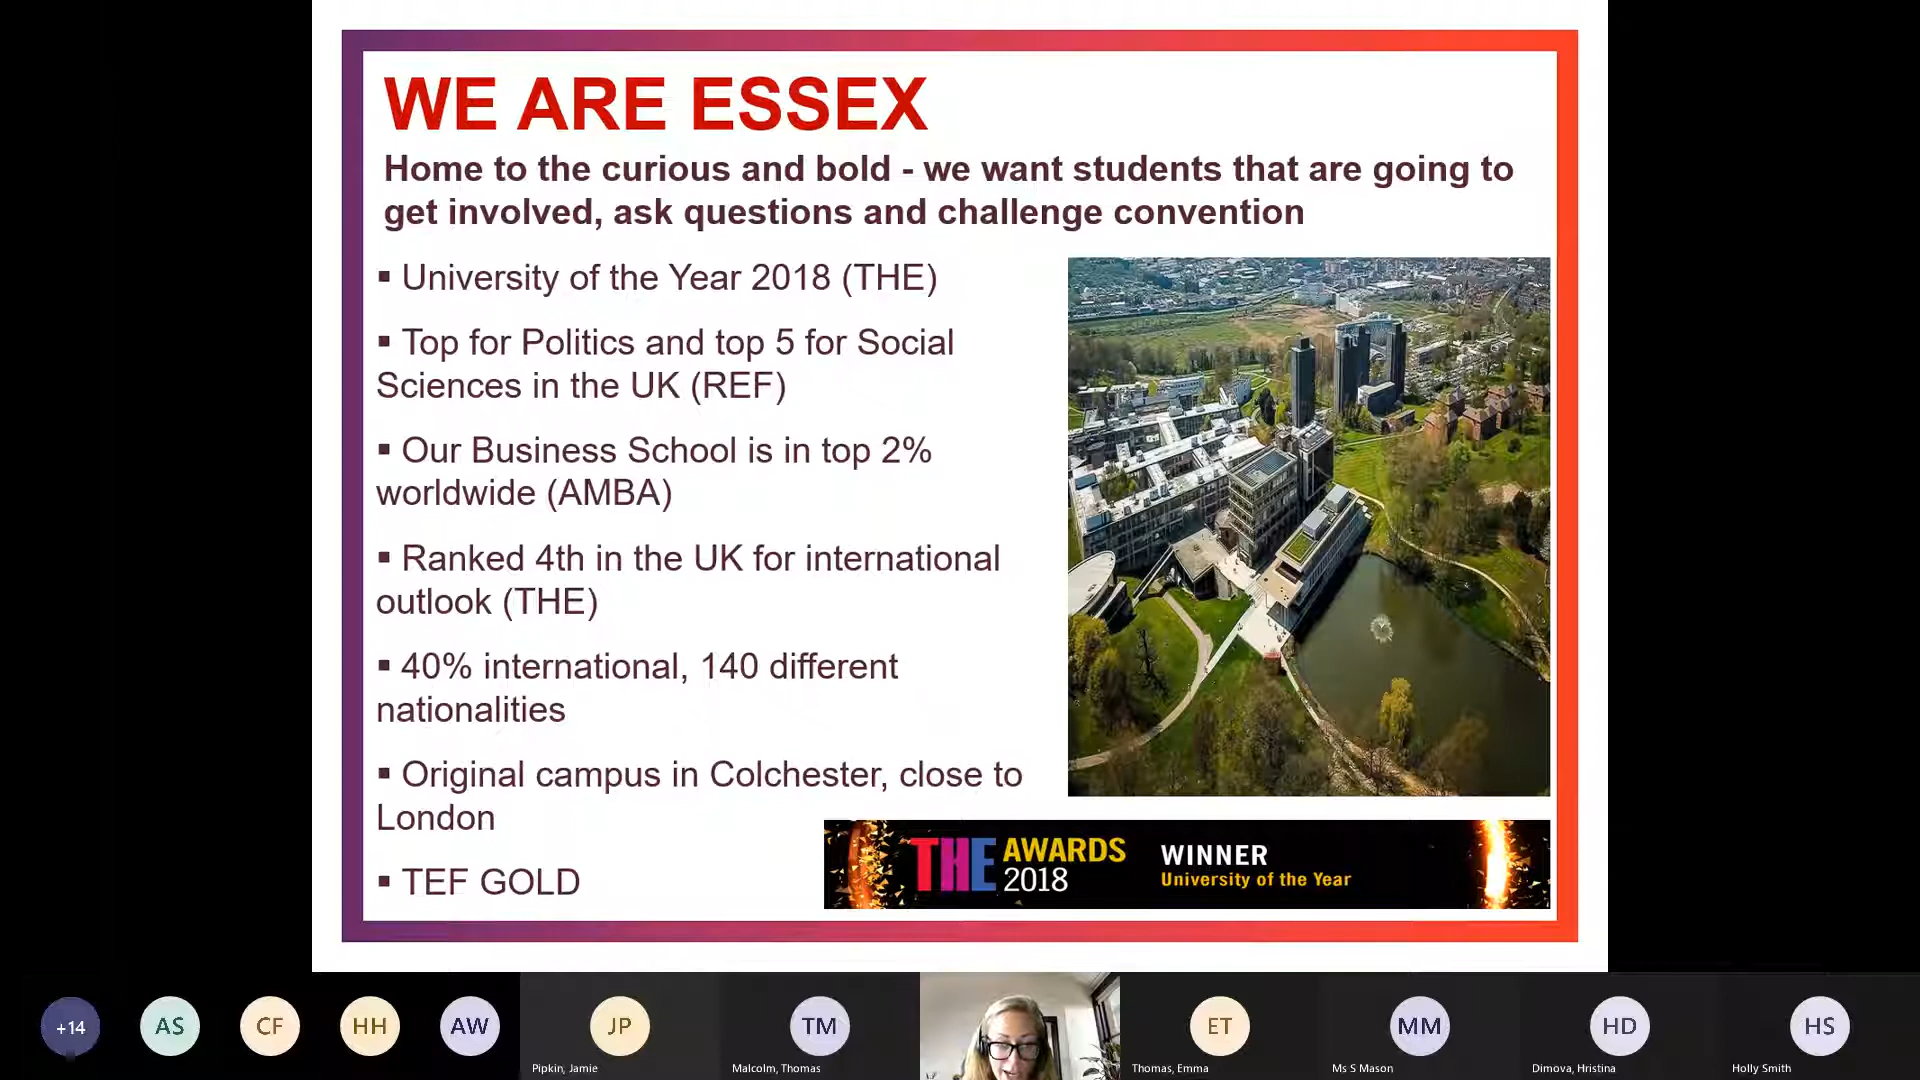 WE ARE ESSEX
Home to the curious and bold - we want students that are going to
get involved, ask questions and challenge convention
▪ University of the Year 2018 (THE)
▪ Top for Politics and top 5 for Social
Sciences in the UK (REF)
▪ Our Business School is in top 2%
worldwide (AMBA)
▪ Ranked 4th in the UK for international
outlook (THE)
▪ 40% international, 140 different
nationalities
▪ Original campus in Colchester, close to
London
▪ TEF GOLD
THE AWARDS 2018
WINNER
University of the Year
+14
AS
CF
HH
AW
JP
TM
ET
MM
HD
HS
Pipkin, Jamie
Malcolm, Thomas
Thomas, Emma
Ms S Mason
Dimova, Hristina
Holly Smith